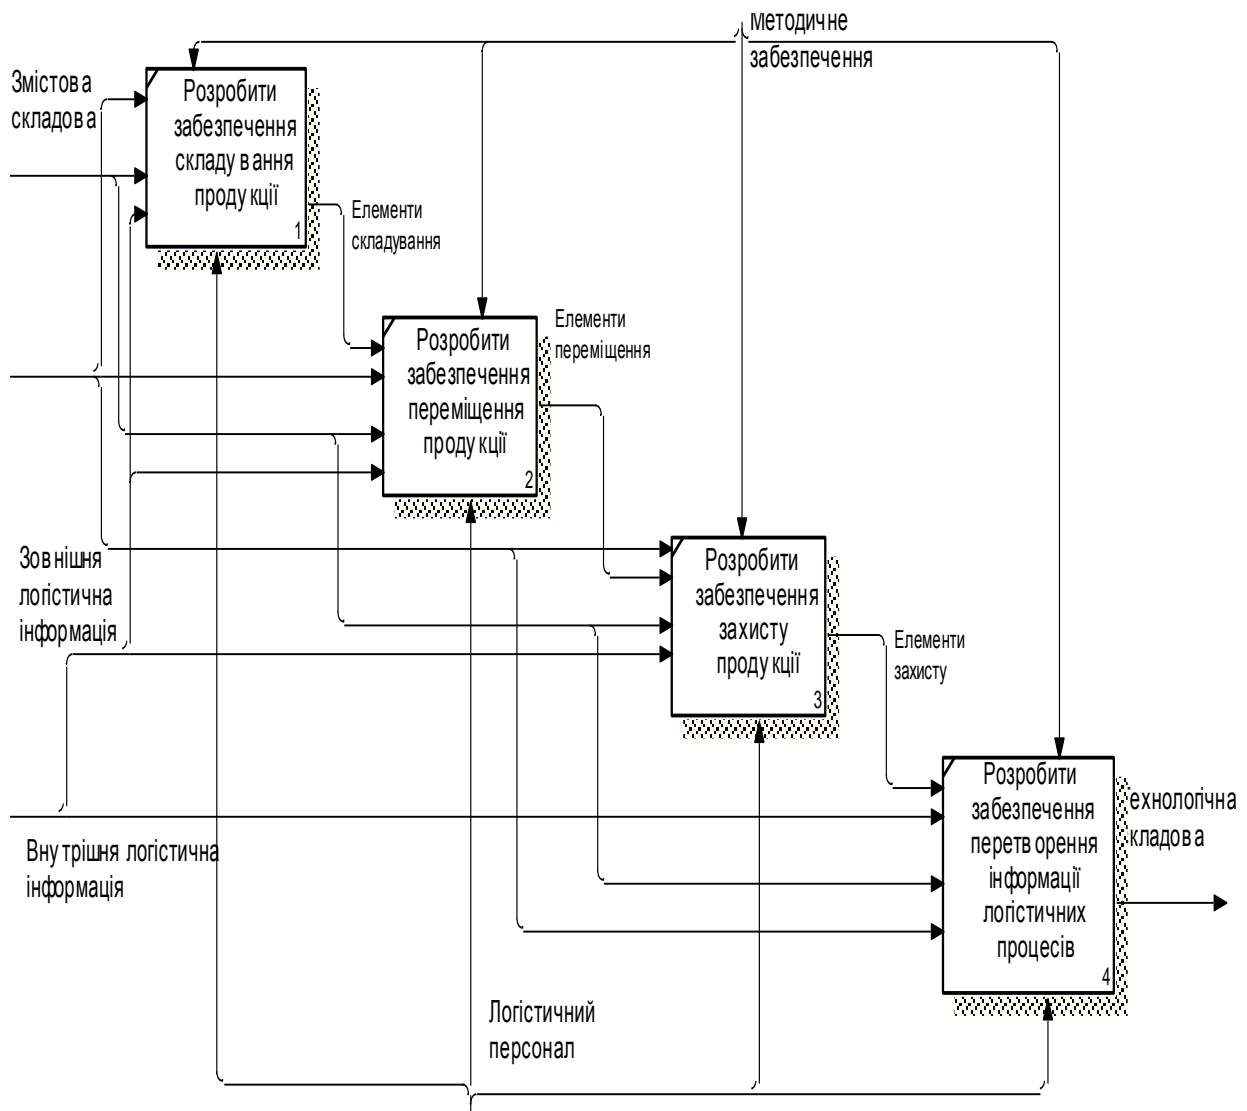 Методичне
забезпечення
Змістова
складова
Розробити
забезпечення
складування
продукції
1
Елементи
складування
Розробити
забезпечення
переміщення
продукції
2
Елементи
переміщення
Зовнішня
логістична
інформація
Розробити
забезпечення
захисту
продукції
3
Елементи
захисту
Внутрішня логістична
інформація
Розробити
забезпечення
перетворення
інформації
логістичних
процесів
4
ехнологічна
кладова
Логістичний
персонал